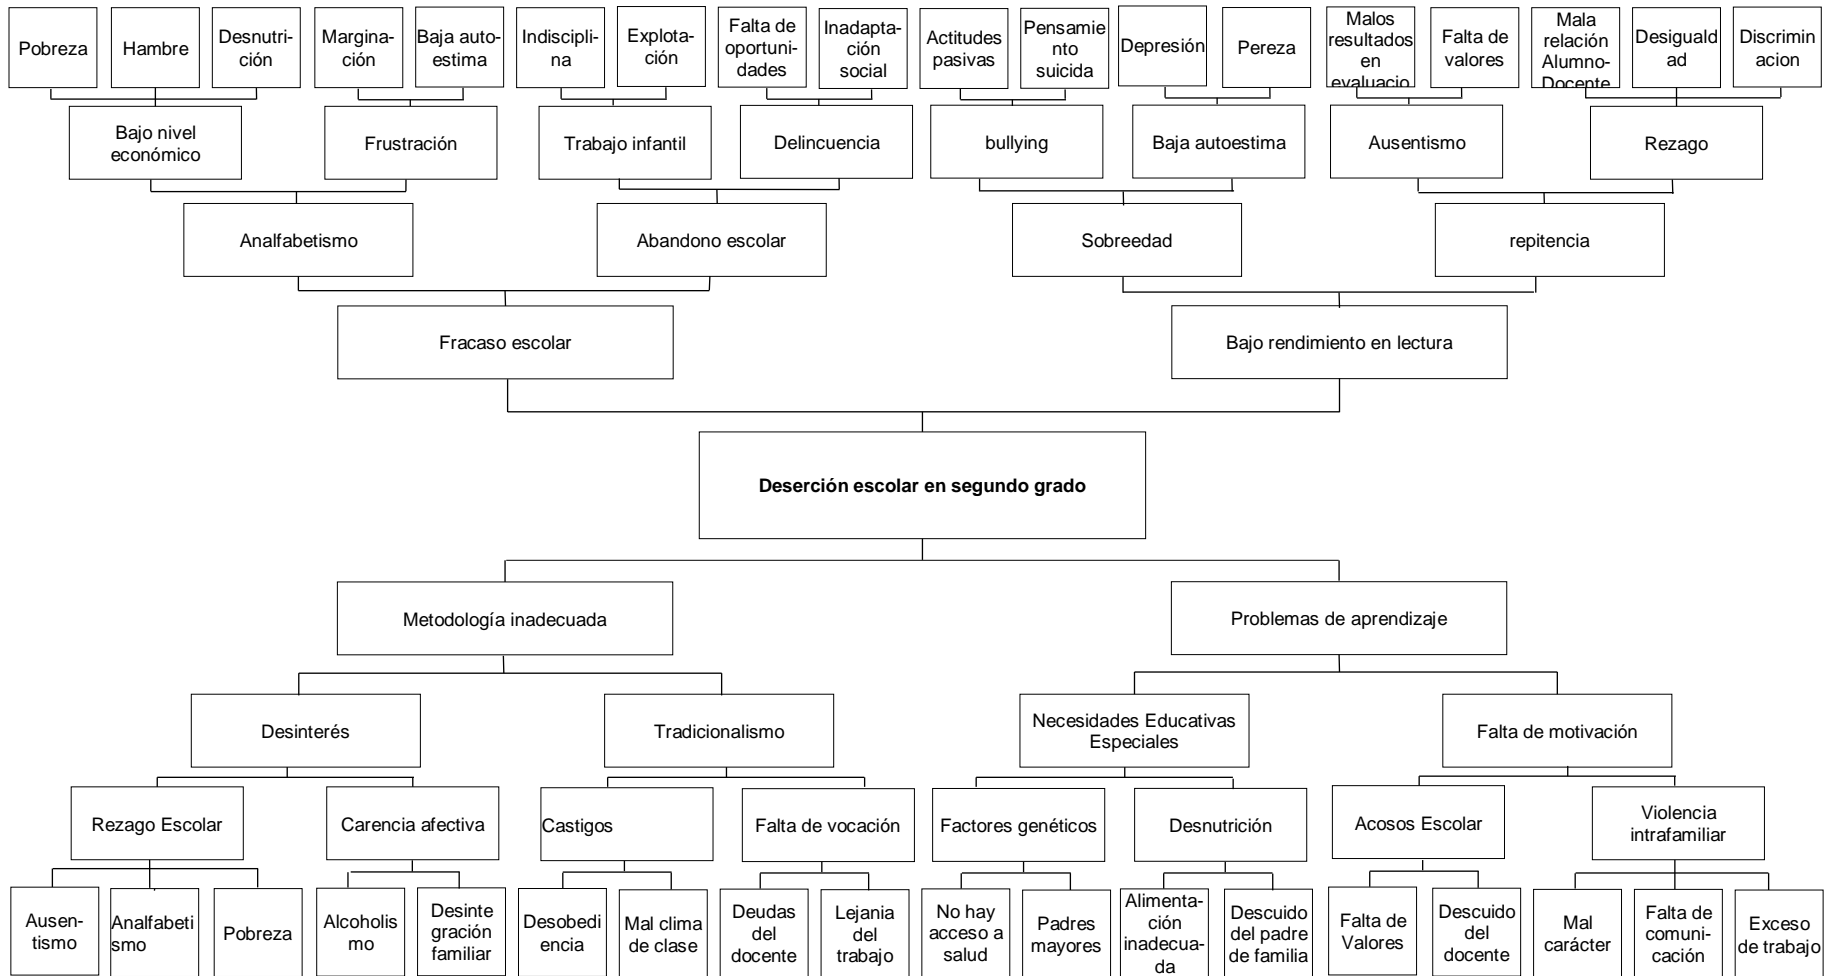 Pobreza
Hambre
Desnutri-
ción
Margina-
ción
Baja auto-
estima
Indiscipli-
na
Explota-
ción
Falta de
oportuni-
dades
Inadapta-
ción
social
Actitudes
pasivas
Pensamie
nto
suicida
Depresión
Pereza
Malos
resultados
en
evaluacio
Falta de
valores
Mala
relación
Alumno-
Docente
Desigualdad
ad
Discrimin
acion
Bajo nivel
económico
Frustración
Trabajo infantil
Delincuencia
bullying
Baja autoestima
Ausentismo
Rezago
Analfabetismo
Abandono escolar
Sobreedad
repitencia
Fracaso escolar
Bajo rendimiento en lectura
Deserción escolar en segundo grado
Metodología inadecuada
Problemas de aprendizaje
Desinterés
Tradicionalismo
Necesidades Educativas
Especiales
Falta de motivación
Rezago Escolar
Carencia afectiva
Castigos
Falta de vocación
Factores genéticos
Desnutrición
Acosos Escolar
Violencia
intrafamiliar
Ausen-
tismo
Analfabeti
smo
Pobreza
Alcoholis
mo
Desinte
gración
familiar
Desobedi
encia
Mal clima
de clase
Deudas
del
docente
Lejania
del
trabajo
No hay
acceso a
salud
Padres
mayores
Alimenta-
ción
inadecua-
da
Descuido
del padre
de familia
Falta de
Valores
Descuido
del
docente
Mal
carácter
Falta de
comuni-
cación
Exceso
de trabajo